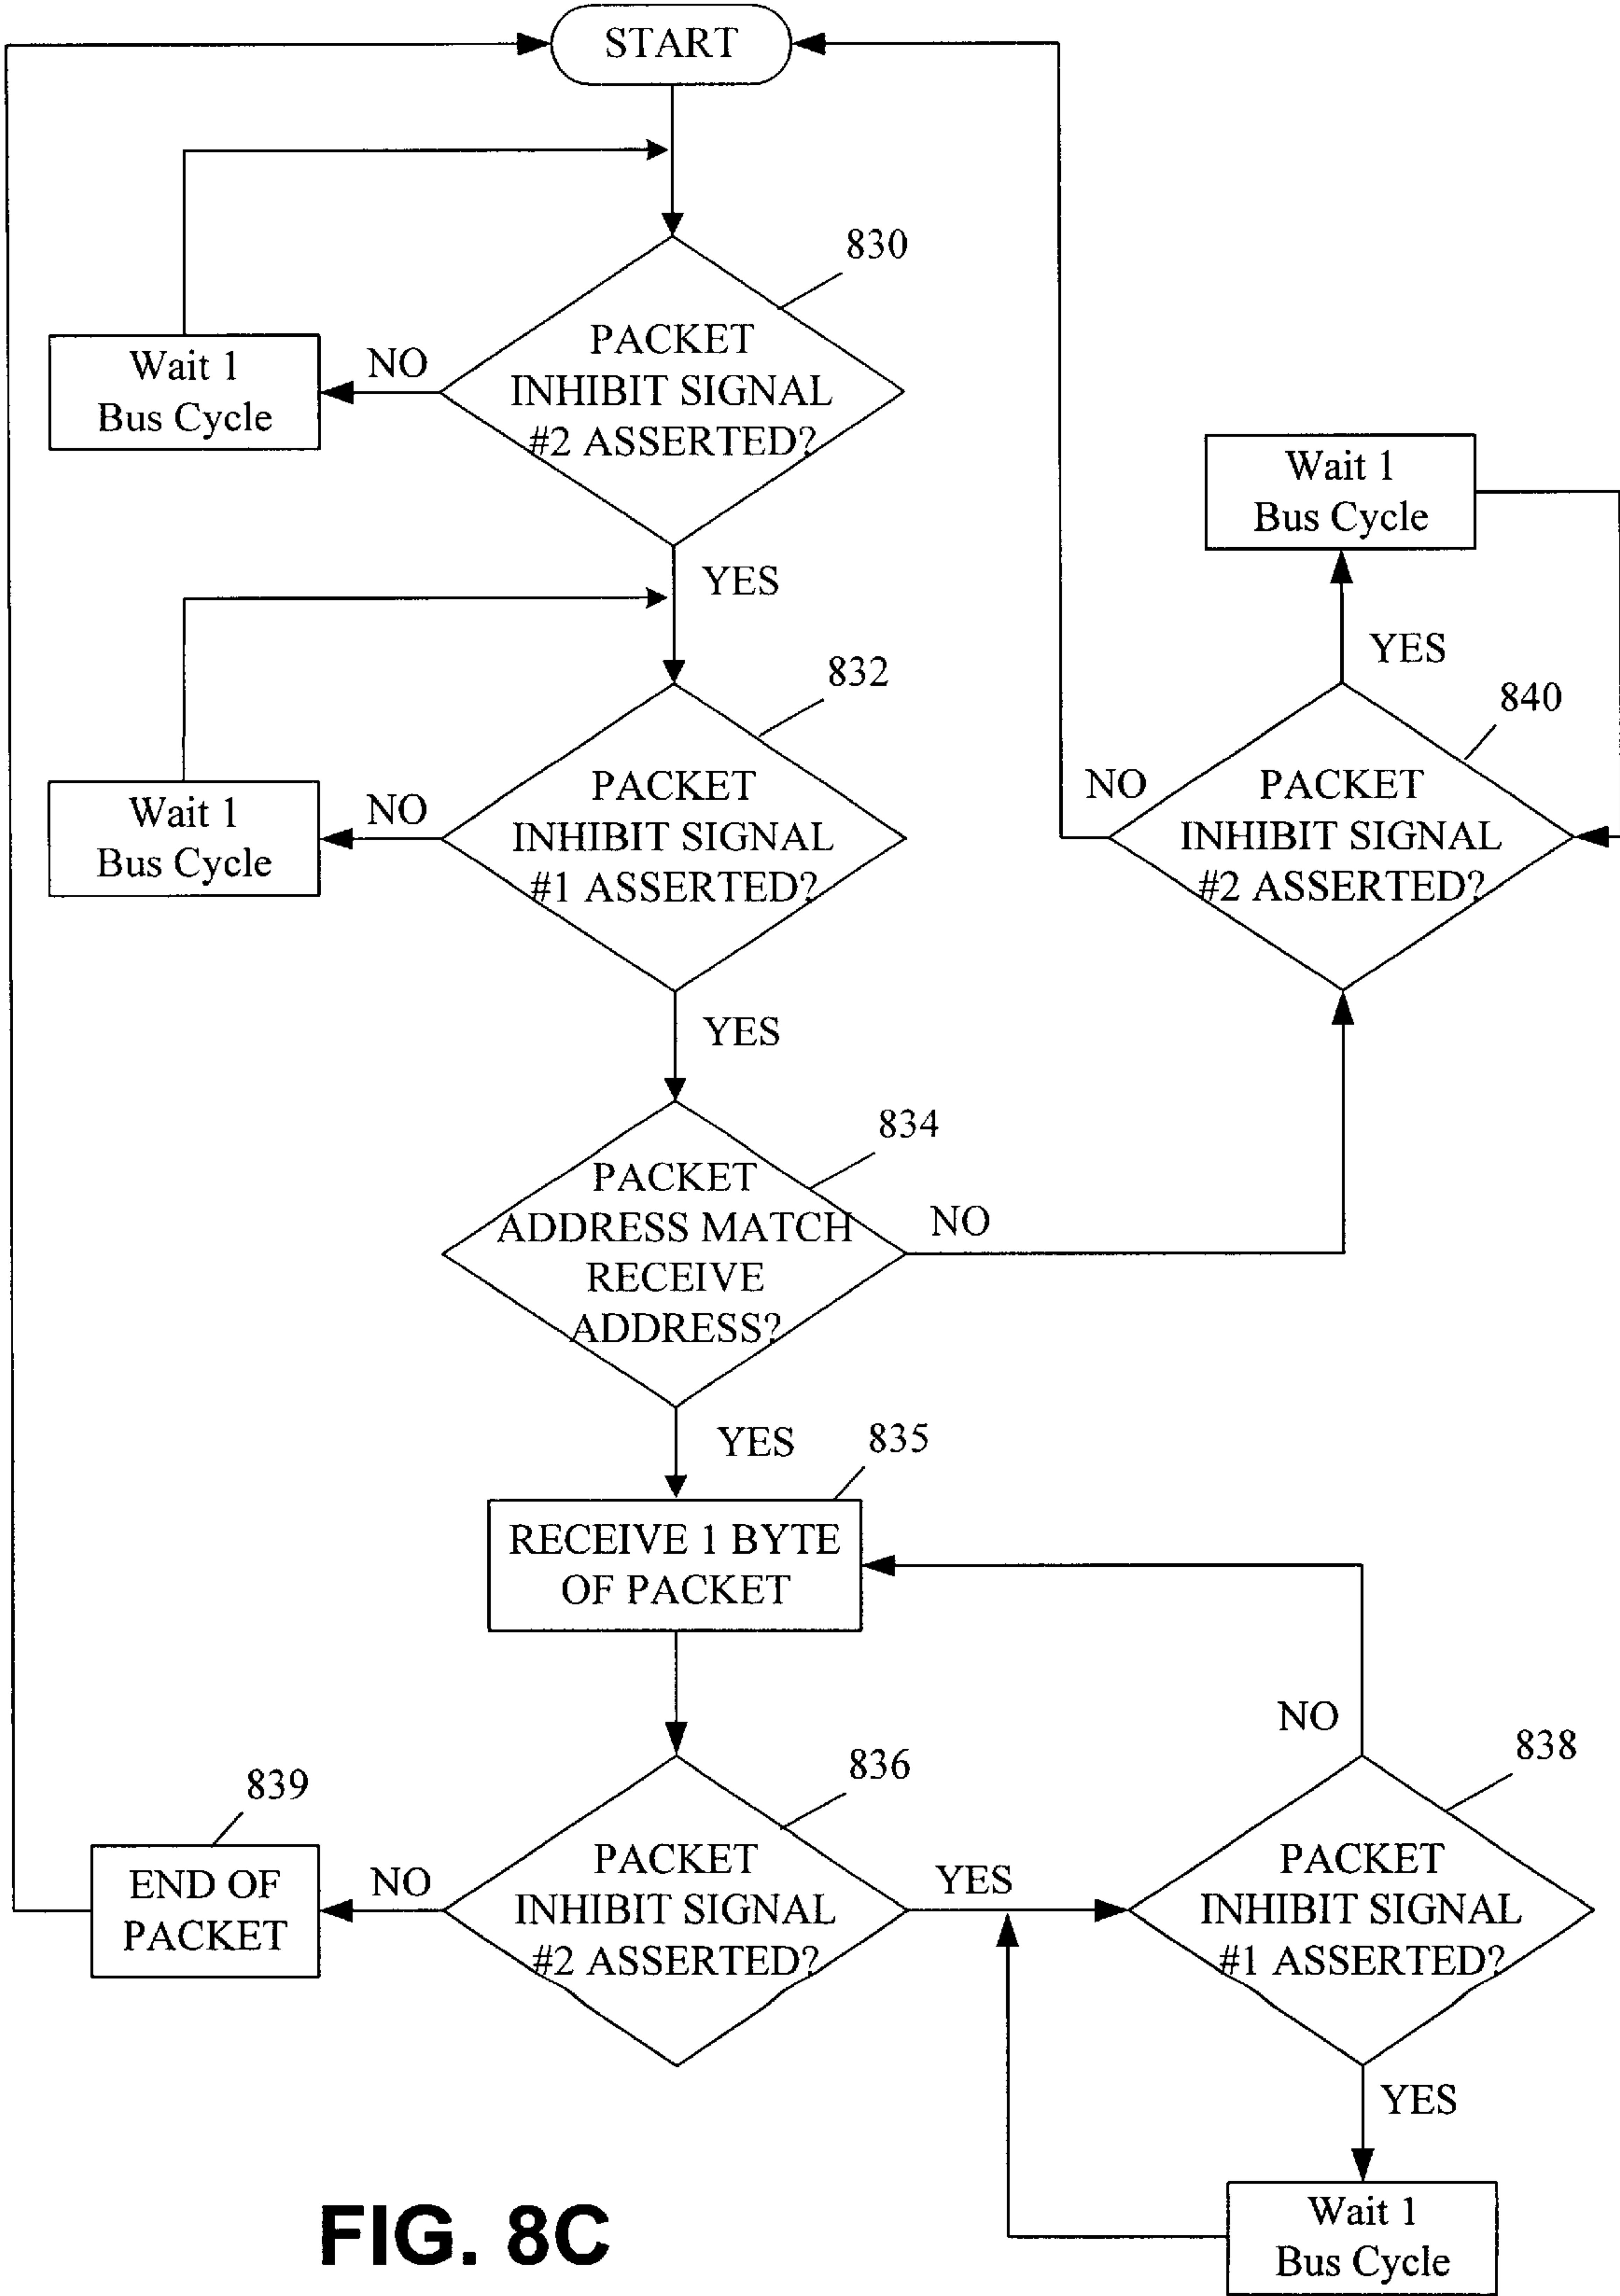 START
830
PACKET
INHIBIT SIGNAL
#2 ASSERTED?
NO
Wait 1
Bus Cycle
YES
832
PACKET
INHIBIT SIGNAL
#1 ASSERTED?
NO
Wait 1
Bus Cycle
YES
834
PACKET
ADDRESS MATCH
RECEIVE
ADDRESS?
NO
840
PACKET
INHIBIT SIGNAL
#2 ASSERTED?
NO
YES
Wait 1
Bus Cycle
YES
835
RECEIVE 1 BYTE
OF PACKET
836
PACKET
INHIBIT SIGNAL
#2 ASSERTED?
NO
839
END OF
PACKET
YES
838
PACKET
INHIBIT SIGNAL
#1 ASSERTED?
NO
YES
Wait 1
Bus Cycle
FIG. 8C